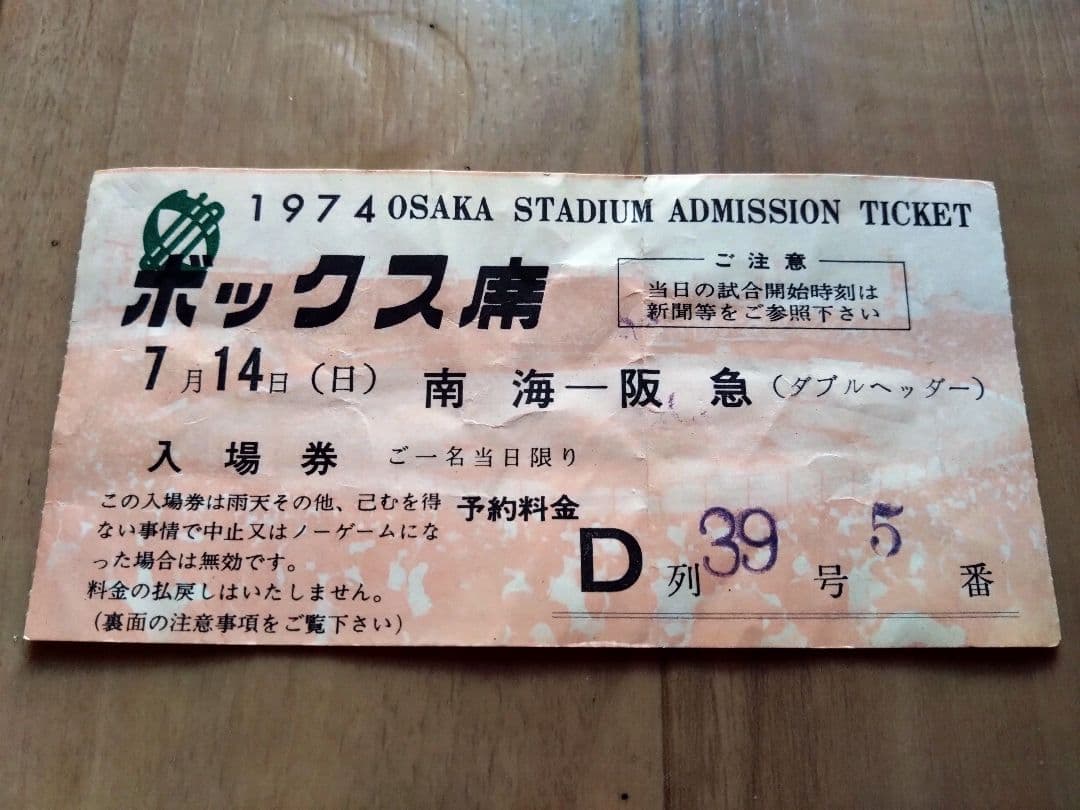 1974 OSAKA STADIUM ADMISSION TICKET
ボックス席
ご注意
当日の試合開始時刻は
新聞等をご参照下さい
7月14日(日) 南海―阪急(ダブルヘッダー)
入場券 ご一名当日限り
この入場券は雨天その他、己むを得
ない事情で中止又はノーゲームにな
った場合は無効です。
料金の払戻しはいたしません。
(裏面の注意事項をご覧下さい)
予約料金
D列 39号 5番